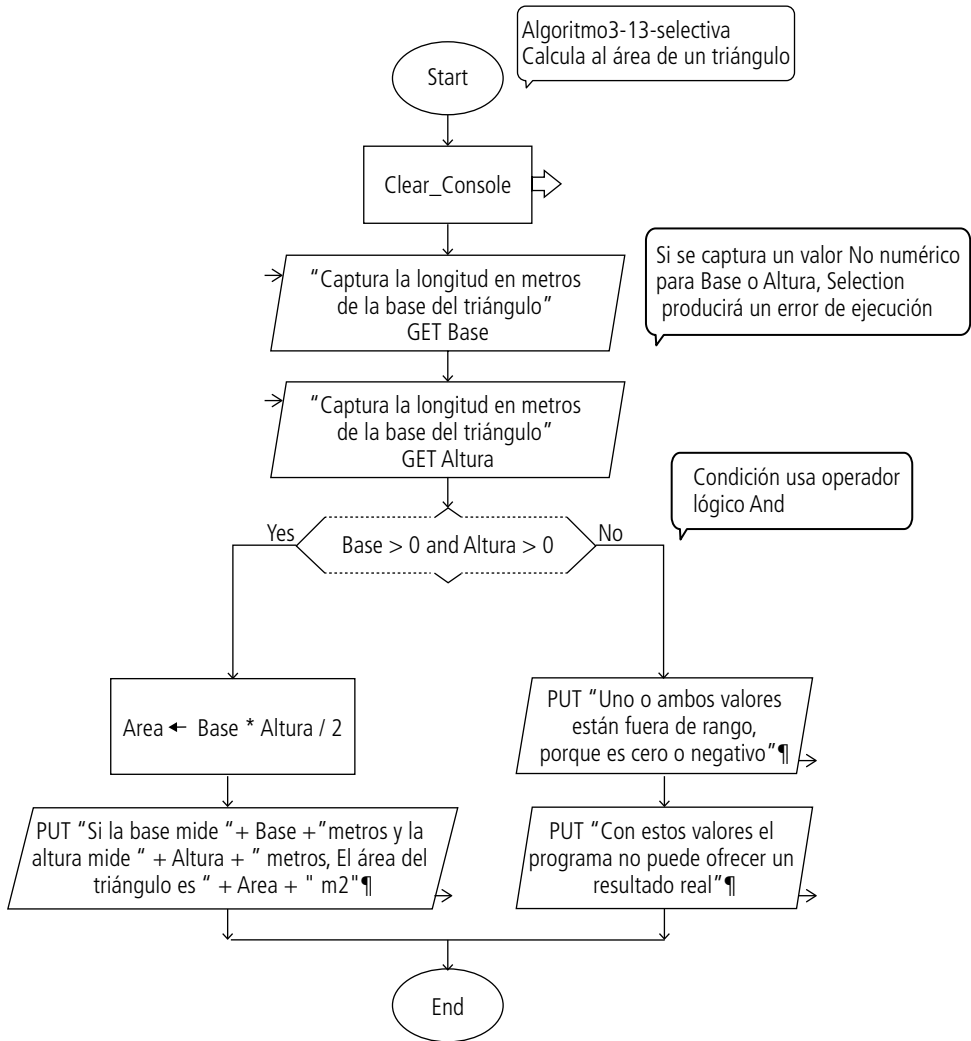 Algoritmo3-13-selectiva
Calcula al área de un triángulo
Start
Clear_Console
Si se captura un valor No numérico
para Base o Altura, Selection
producirá un error de ejecución
“Captura la longitud en metros
de la base del triángulo”
GET Base
“Captura la longitud en metros
de la base del triángulo”
GET Altura
Condición usa operador
lógico And
Yes
Base > 0 and Altura > 0
No
Area ← Base * Altura / 2
PUT “Uno o ambos valores
están fuera de rango,
porque es cero o negativo”¶
PUT “Si la base mide “+ Base +”metros y la
altura mide “ + Altura + ” metros, El área del
triángulo es “ + Area + " m2"¶
PUT “Con estos valores el
programa no puede ofrecer un
resultado real”¶
End